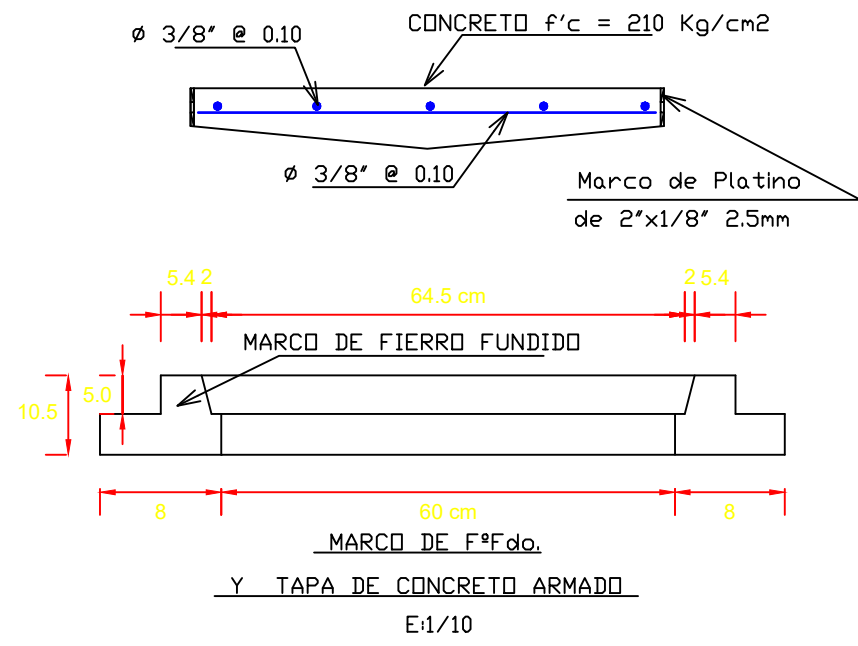 CONCRETO f'c = 210 Kg/cm2
Ø 3/8" @ 0.10
Ø 3/8" @ 0.10
Marco de Platino
de 2"x1/8" 2.5mm
5.4 2
64.5 cm
2 5.4
MARCO DE FIERRO FUNDIDO
5.0
10.5
8
60 cm
8
MARCO DE FºFdo.
Y TAPA DE CONCRETO ARMADO
E:1/10